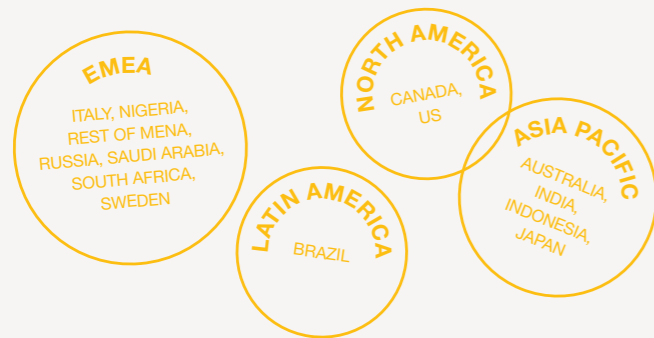 EMEA
ITALY, NIGERIA,
REST OF MENA,
RUSSIA, SAUDI ARABIA,
SOUTH AFRICA,
SWEDEN
LATIN AMERICA
BRAZIL
NORTH AMERICA
CANADA,
US
ASIA PACIFIC
AUSTRALIA,
INDIA,
INDONESIA,
JAPAN